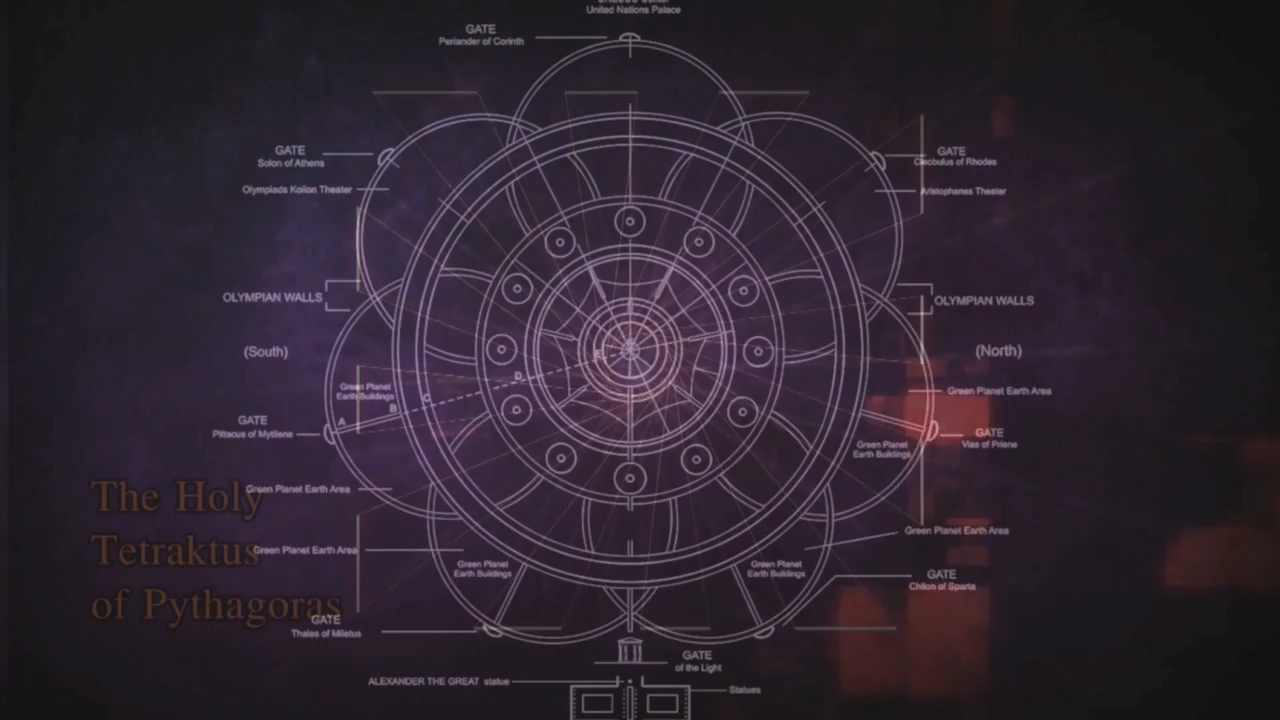 United Nations Palace
GATE
Periander of Corinth
GATE
Solon of Athens
GATE
Cleobulus of Rhodes
Olympiads Koilon Theater
Aristophanes Theater
OLYMPIAN WALLS
OLYMPIAN WALLS
(South)
(North)
Green Planet
Earth Buildings
Green Planet Earth Area
E
D
C
B
A
GATE
Pittacus of Mytilene
GATE
Vias of Priene
Green Planet
Earth Buildings
Green Planet Earth Area
The Holy
Tetraktus
of Pythagoras
Green Planet Earth Area
Green Planet Earth Area
Green Planet
Earth Buildings
Green Planet
Earth Buildings
GATE
Chilon of Sparta
GATE
Thales of Miletus
GATE
of the Light
ALEXANDER THE GREAT statue
Statues